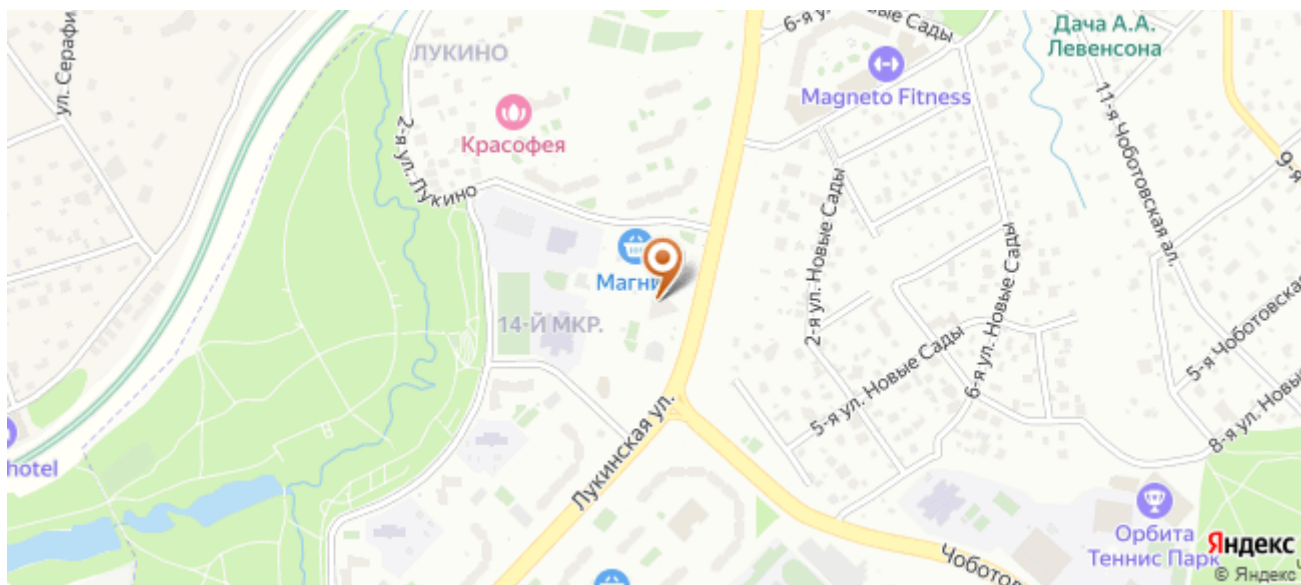 ул. Серафи
ЛУКИНО
6-я ул. Новые Сады
Дача А.А.
Левенсона
Magneto Fitness
Красофея
2-я ул. Лукино
11-я Чоботовская ал.
9-я
2-я ул. Новые Сады
6-я ул. Новые Сады
Магни
14-Й МКР.
5-я ул. Новые Сады
5-я Чоботовская
8-я ул. Новы
Лукинская ул.
hotel
Орбита
Теннис Парк
Чоботов
Яндекс
© Яндекс